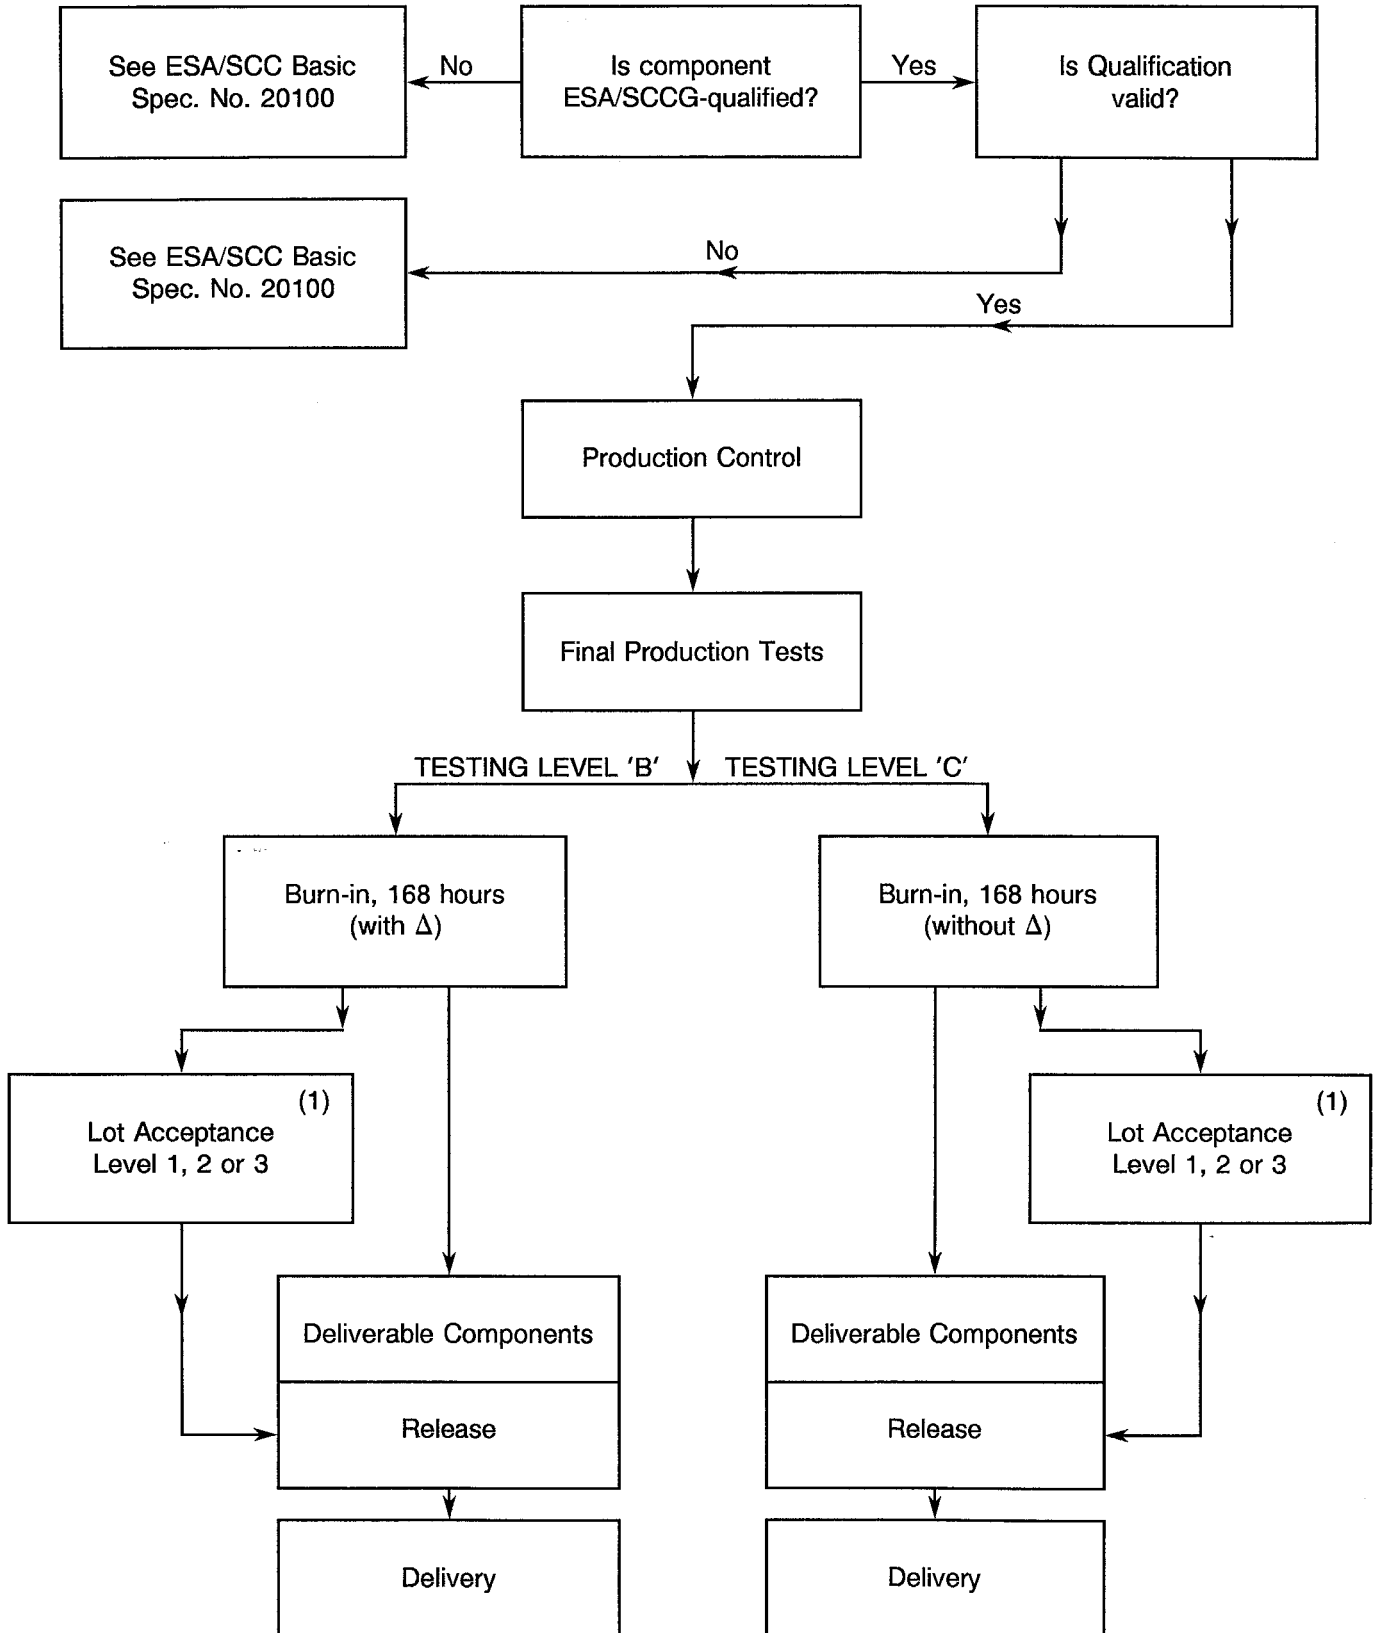 See ESA/SCC Basic
Spec. No. 20100
No
Is component
ESA/SCCG-qualified?
Yes
Is Qualification
valid?
See ESA/SCC Basic
Spec. No. 20100
No
Yes
Production Control
Final Production Tests
TESTING LEVEL 'B'
TESTING LEVEL 'C'
Burn-in, 168 hours
(with Δ)
Burn-in, 168 hours
(without Δ)
(1)
Lot Acceptance
Level 1, 2 or 3
(1)
Lot Acceptance
Level 1, 2 or 3
Deliverable Components
Deliverable Components
Release
Release
Delivery
Delivery